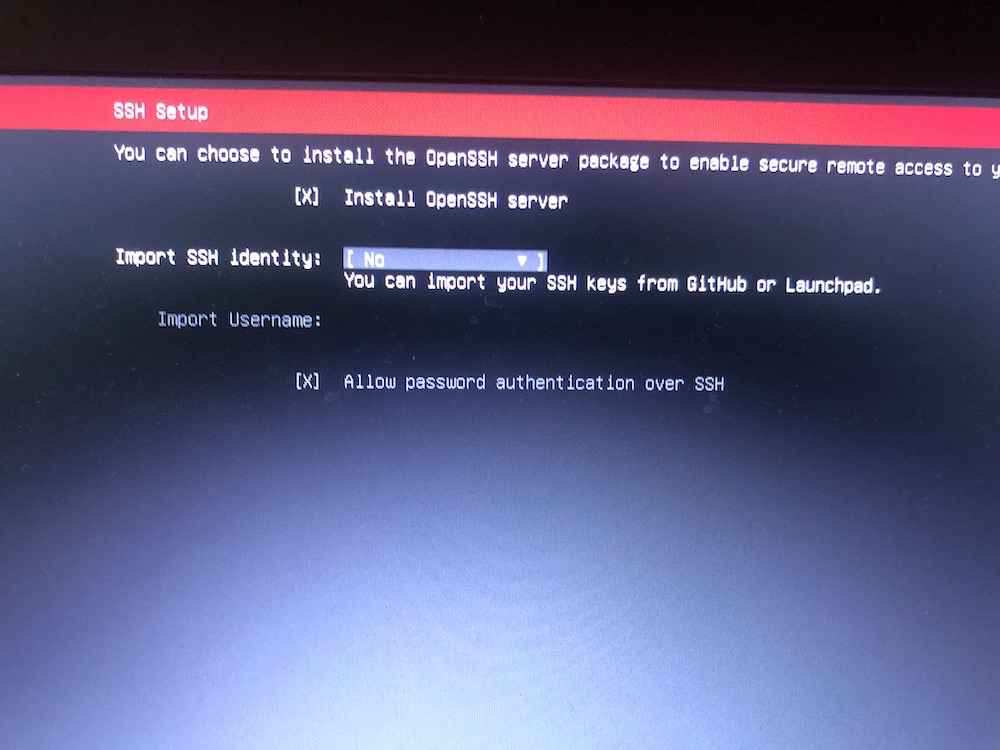 SSH Setup
You can choose to install the OpenSSH server package to enable secure remote access to
[X] Install OpenSSH server
Import SSH identity: [ No ▼ ]
You can import your SSH keys from GitHub or Launchpad.
Import Username:
[X] Allow password authentication over SSH